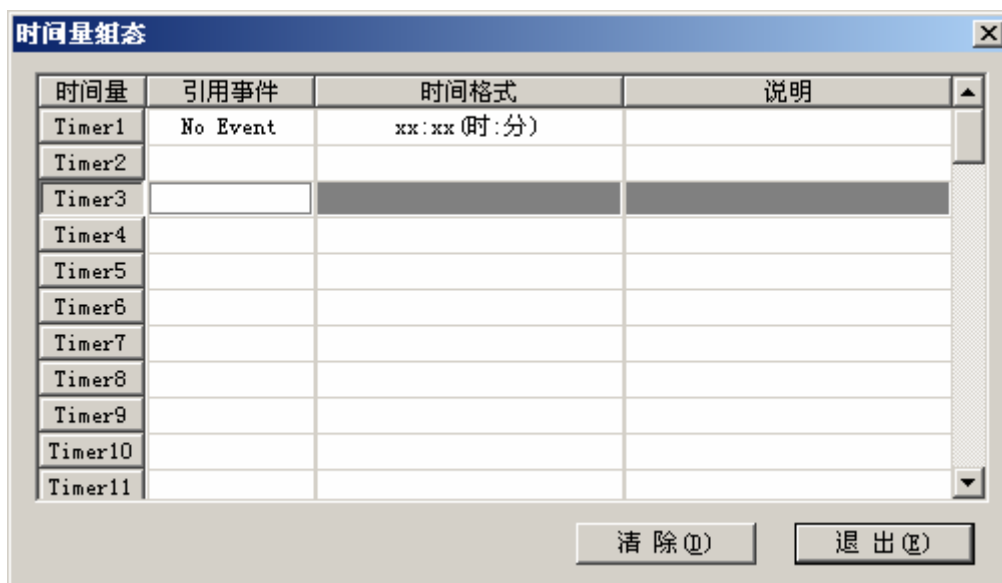 时间量组态
时间量 引用事件 时间格式 说明
Timer1 No Event xx:xx(时:分)
Timer2
Timer3
Timer4
Timer5
Timer6
Timer7
Timer8
Timer9
Timer10
Timer11
清 除(D) 退 出(E)